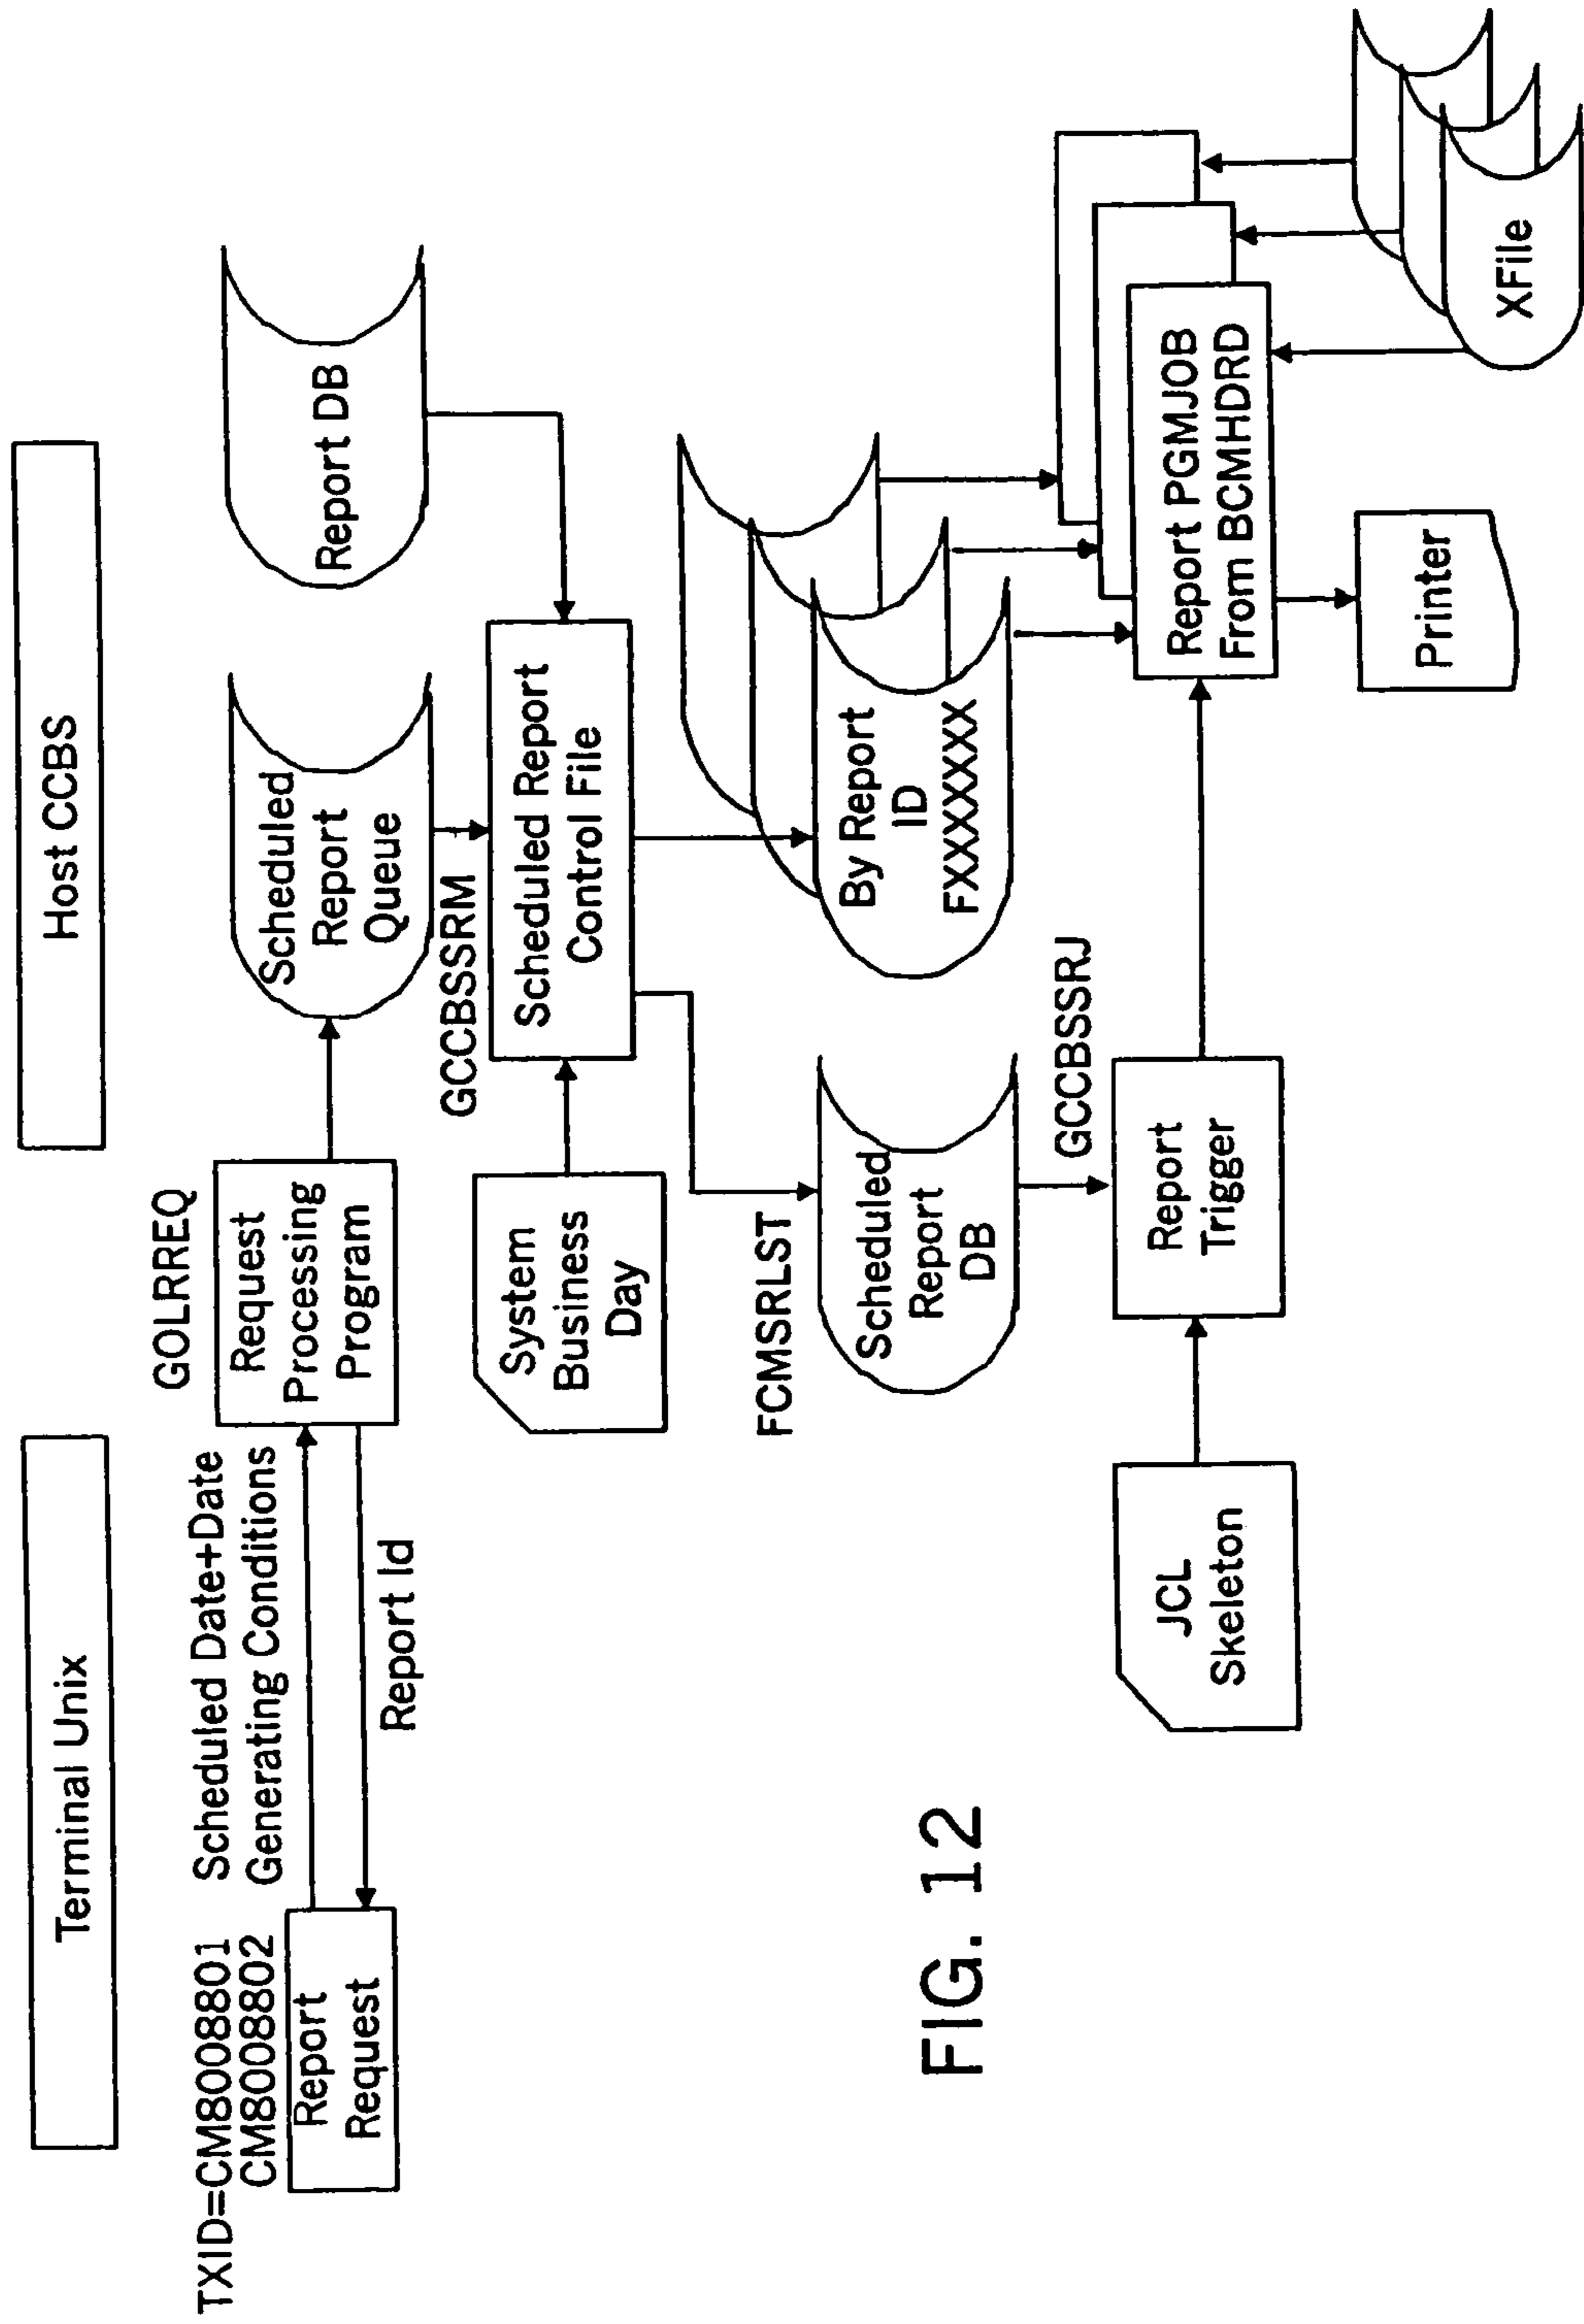 Terminal Unix
Host CCBS
TXID=CM8008801
CM8008802
Report
Request
Scheduled Date+Date
Generating Conditions
Report Id
GOLRREQ
Request
Processing
Program
Scheduled
Report
Queue
Report DB
GCCBSSRM
System
Business
Day
Scheduled Report
Control File
FCMSRLST
Scheduled
Report
DB
By Report
ID
FXXXXXXX
GCCBSSRJ
JCL
Skeleton
Report
Trigger
Report PGMJOB
From BCMHDRD
Printer
XFile
FIG. 12